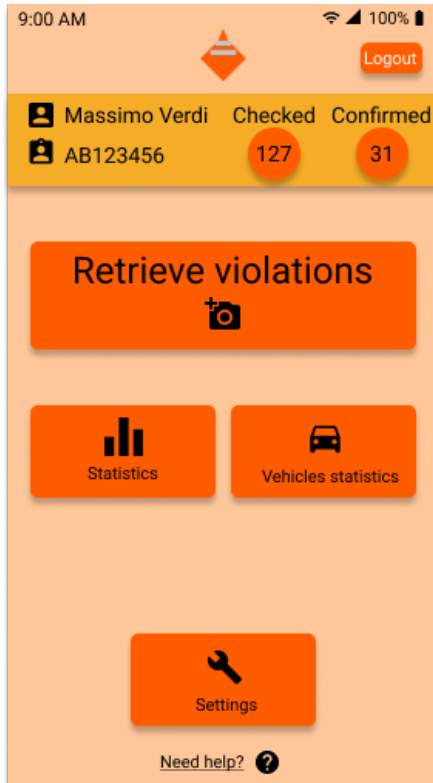 9:00 AM 100%
Logout
Massimo Verdi Checked Confirmed
AB123456 127 31
Retrieve violations
Statistics Vehicles statistics
Settings
Need help?